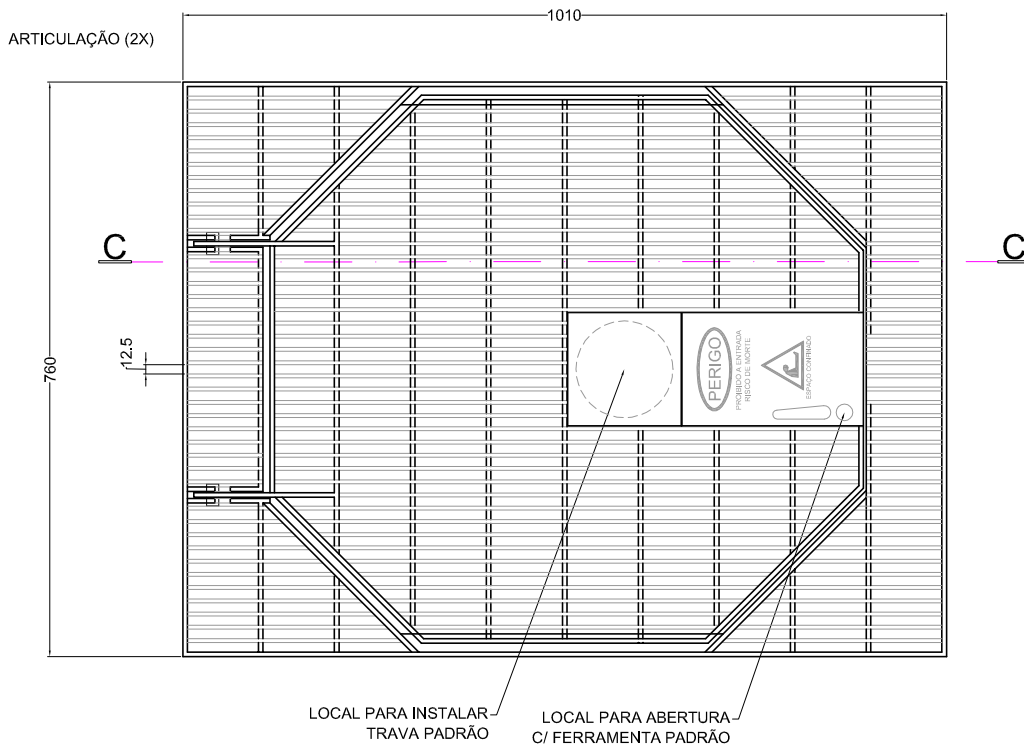 1010
ARTICULAÇÃO (2X)
C
C
760
12.5
PERIGO
PROIBIDO A ENTRADA
RISCO DE MORTE
ESPAÇO CONFINADO
LOCAL PARA INSTALAR
TRAVA PADRÃO
LOCAL PARA ABERTURA
C/ FERRAMENTA PADRÃO